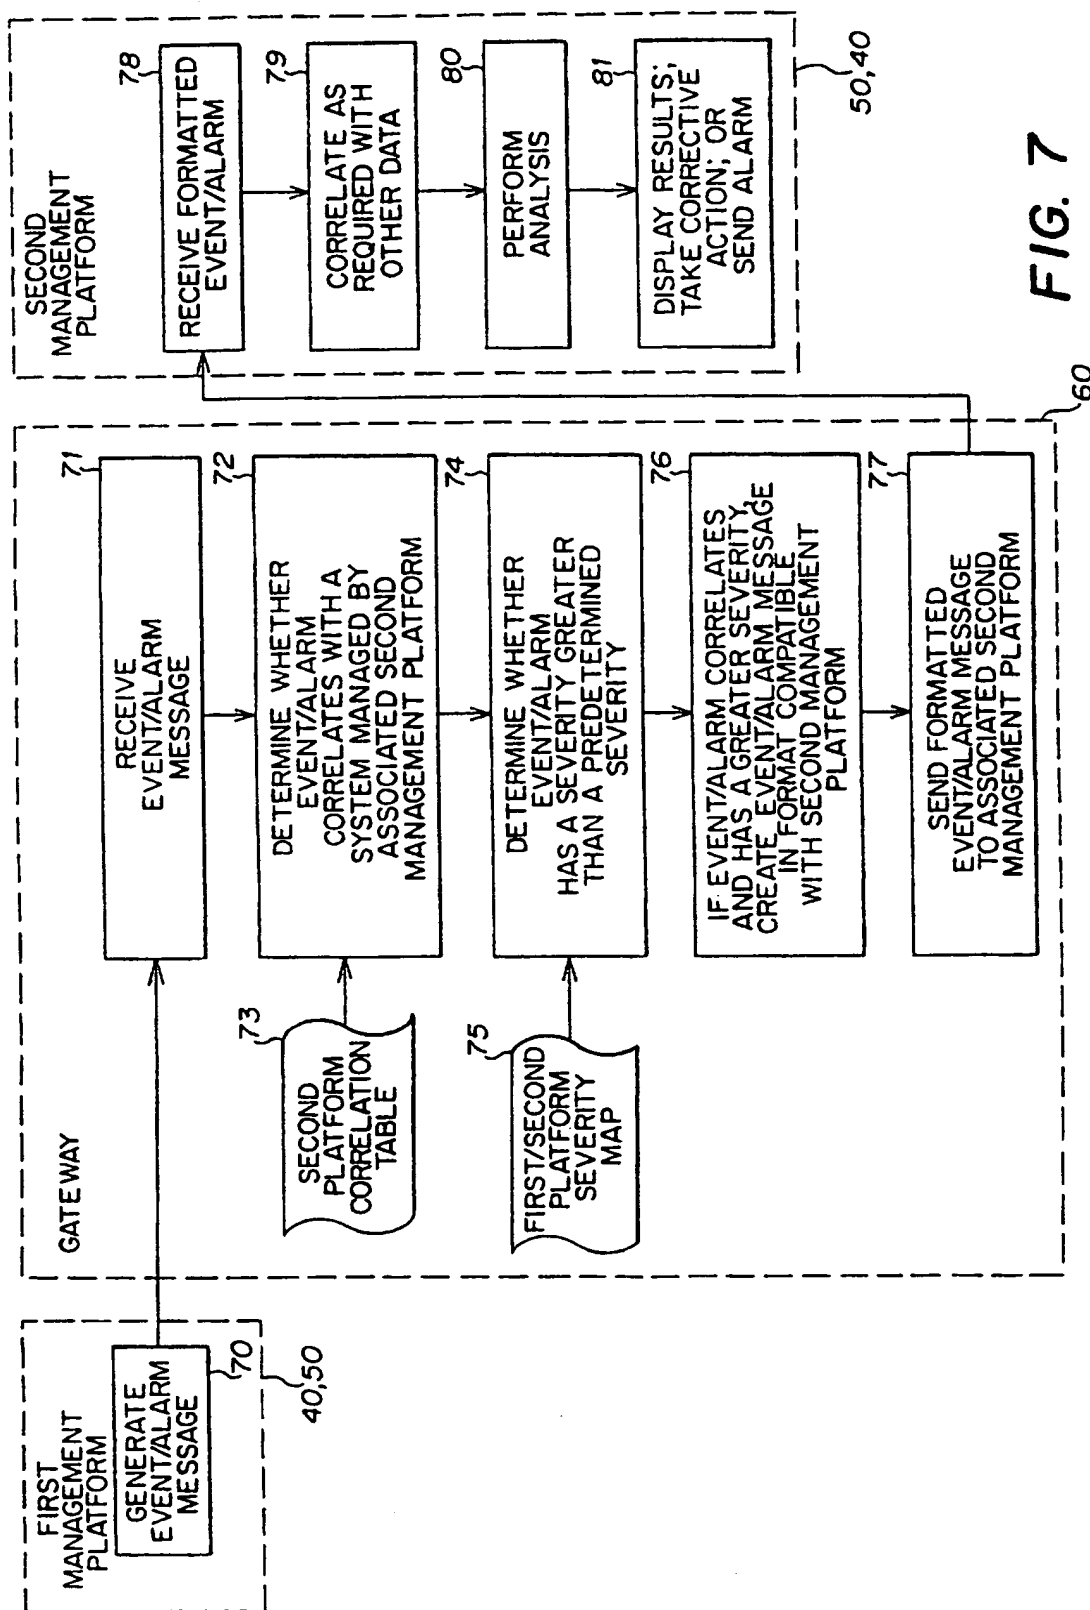 FIRST
MANAGEMENT
PLATFORM
GENERATE
EVENT/ALARM
MESSAGE
70
40,50
GATEWAY
71
RECEIVE
EVENT/ALARM
MESSAGE
72
DETERMINE WHETHER
EVENT/ALARM
CORRELATES WITH A
SYSTEM MANAGED BY
ASSOCIATED SECOND
MANAGEMENT PLATFORM
73
SECOND
PLATFORM
CORRELATION
TABLE
74
DETERMINE WHETHER
EVENT/ALARM
HAS A SEVERITY GREATER
THAN A PREDETERMINED
SEVERITY
75
FIRST/SECOND
PLATFORM
SEVERITY
MAP
76
IF EVENT/ALARM CORRELATES
AND HAS A GREATER SEVERITY,
CREATE EVENT/ALARM MESSAGE
IN FORMAT COMPATIBLE
WITH SECOND MANAGEMENT
PLATFORM
77
SEND FORMATTED
EVENT/ALARM MESSAGE
TO ASSOCIATED SECOND
MANAGEMENT PLATFORM
60
SECOND
MANAGEMENT
PLATFORM
78
RECEIVE FORMATTED
EVENT/ALARM
79
CORRELATE AS
REQUIRED WITH
OTHER DATA
80
PERFORM
ANALYSIS
81
DISPLAY RESULTS;
TAKE CORRECTIVE
ACTION; OR
SEND ALARM
50,40
FIG. 7